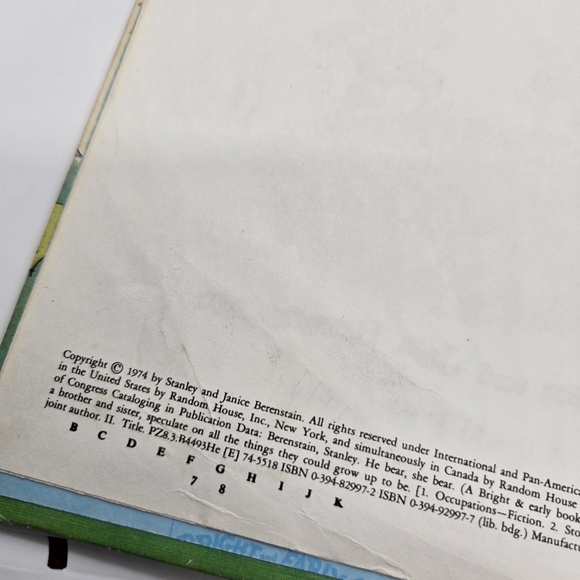 Copyright © 1974 by Stanley and Janice Berenstain. All rights reserved under International and Pan-Americ
in the United States by Random House, Inc., New York, and simultaneously in Canada by Random House
of Congress Cataloging in Publication Data: Berenstain, Stanley. He bear, she bear. (A Bright & early book
a brother and sister, speculate on all the things they could grow up to be. [1. Occupations—Fiction. 2. Sto
joint author. II. Title. PZ8.3.B4493He [E] 74-5518 ISBN 0-394-82997-2 ISBN 0-394-92997-7 (lib. bdg.) Manufactu
B C D E F G H I J K
7 8
BRIGHT and EARLY